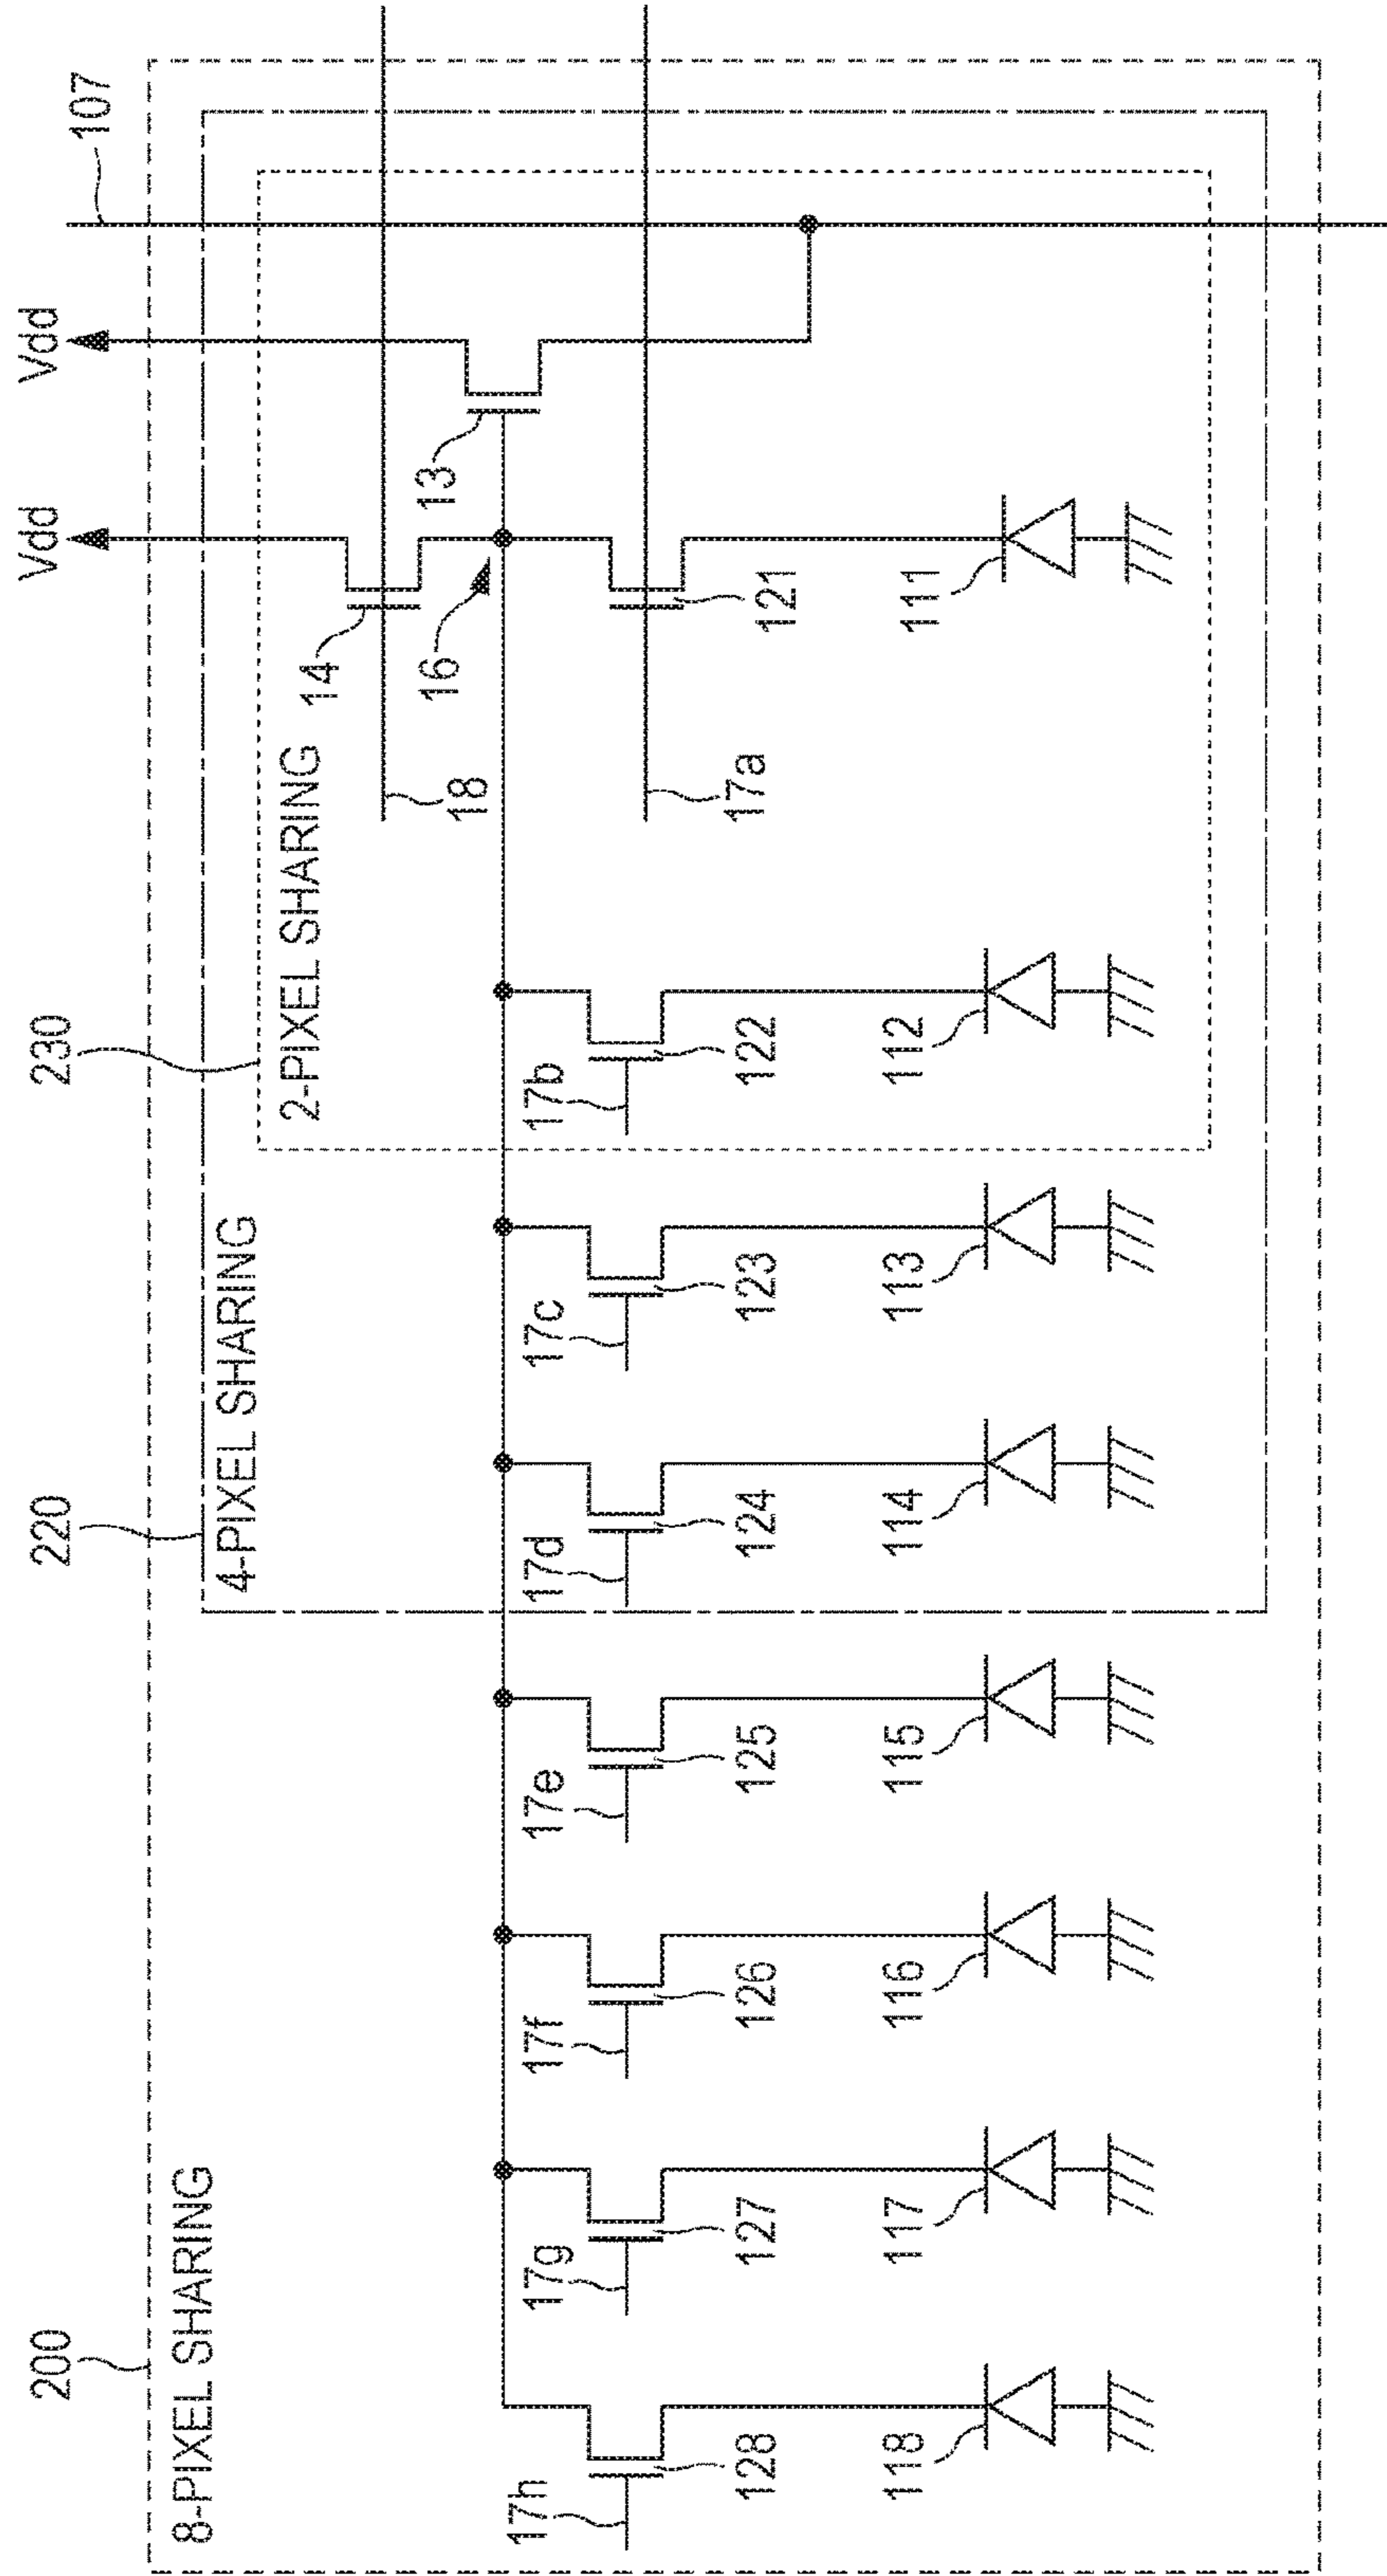 200
8-PIXEL SHARING
220
4-PIXEL SHARING
230
2-PIXEL SHARING
Vdd
Vdd
107
14
18
16
13
17h
17g
17f
17e
17d
17c
17b
17a
128
127
126
125
124
123
122
121
118
117
116
115
114
113
112
111